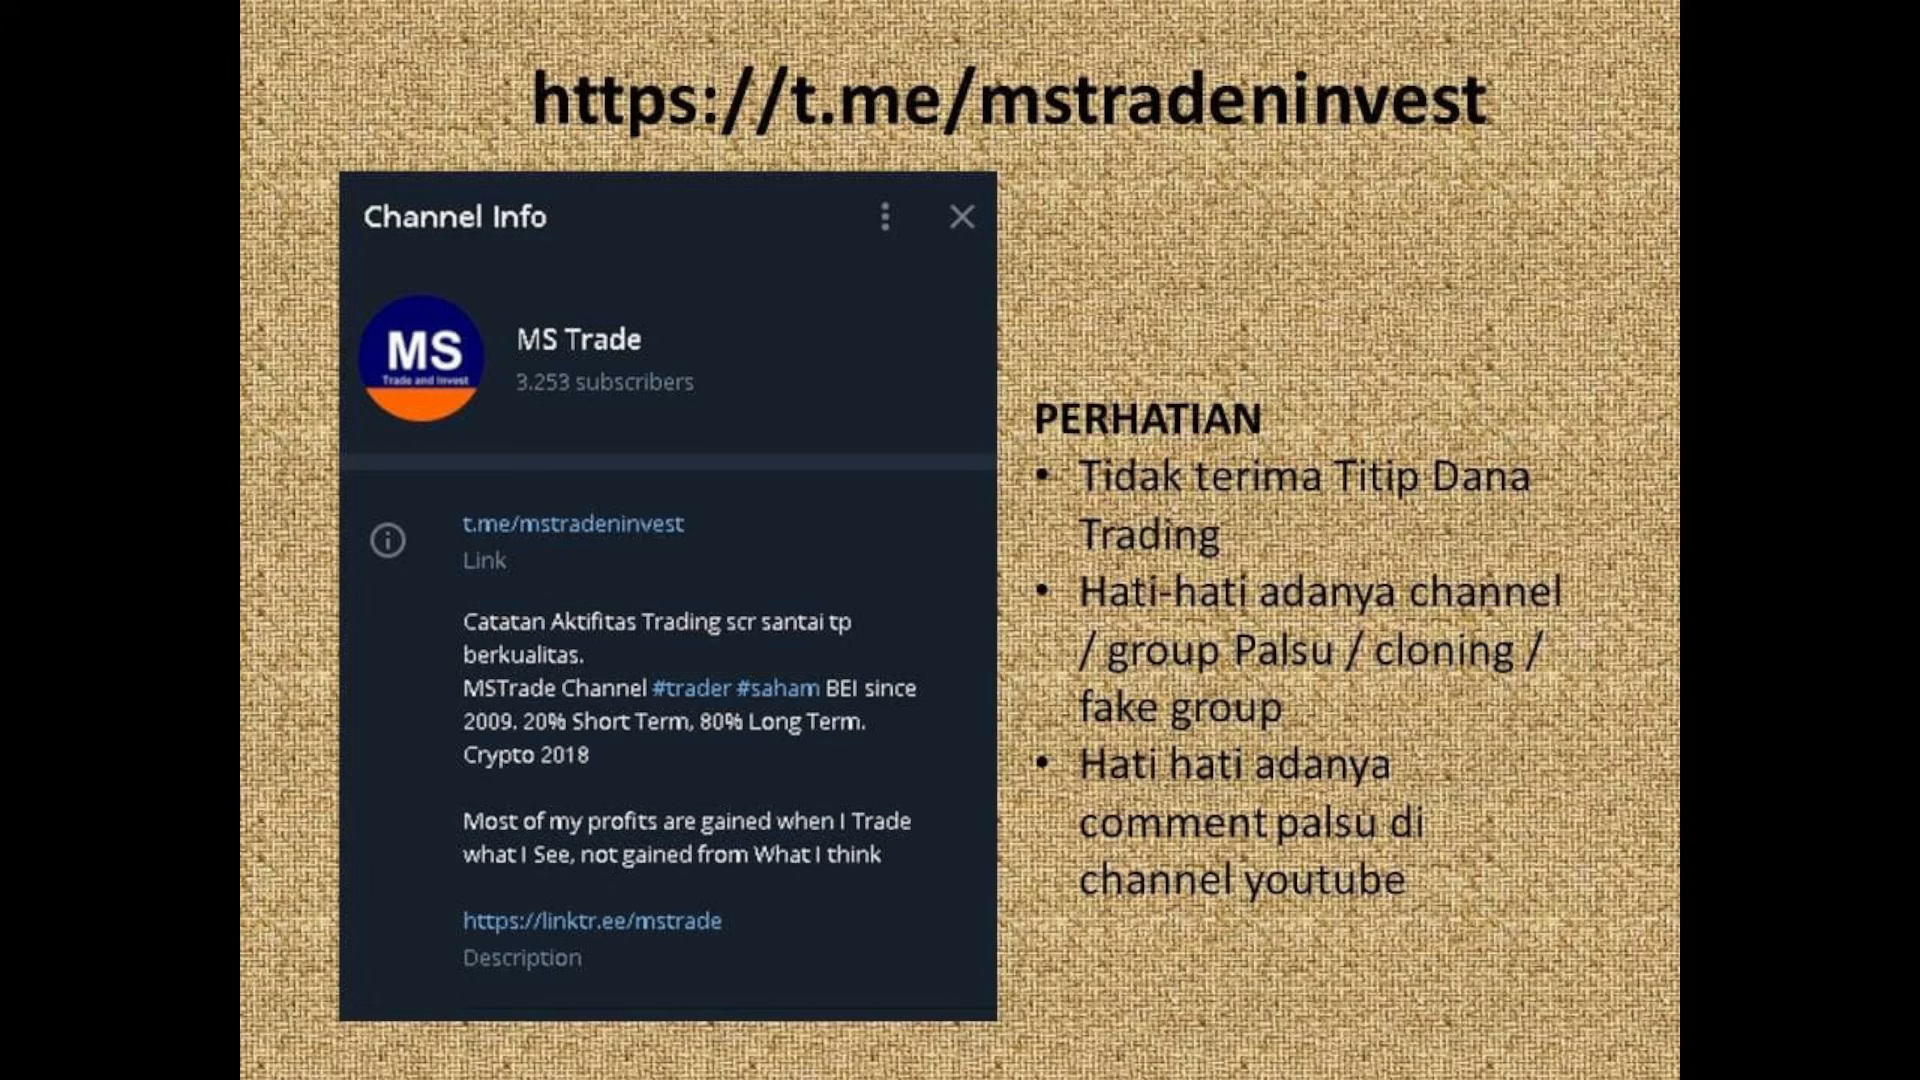 https://t.me/mstradeninvest
Channel Info
MS
Trade and Invest
MS Trade
3.253 subscribers
t.me/mstradeninvest
Link
Catatan Aktifitas Trading scr santai tp
berkualitas.
MSTrade Channel #trader #saham BEI since
2009. 20% Short Term, 80% Long Term.
Crypto 2018
Most of my profits are gained when I Trade
what I See, not gained from What I think
https://linktr.ee/mstrade
Description
PERHATIAN
• Tidak terima Titip Dana
Trading
• Hati-hati adanya channel
/ group Palsu / cloning /
fake group
• Hati hati adanya
comment palsu di
channel youtube